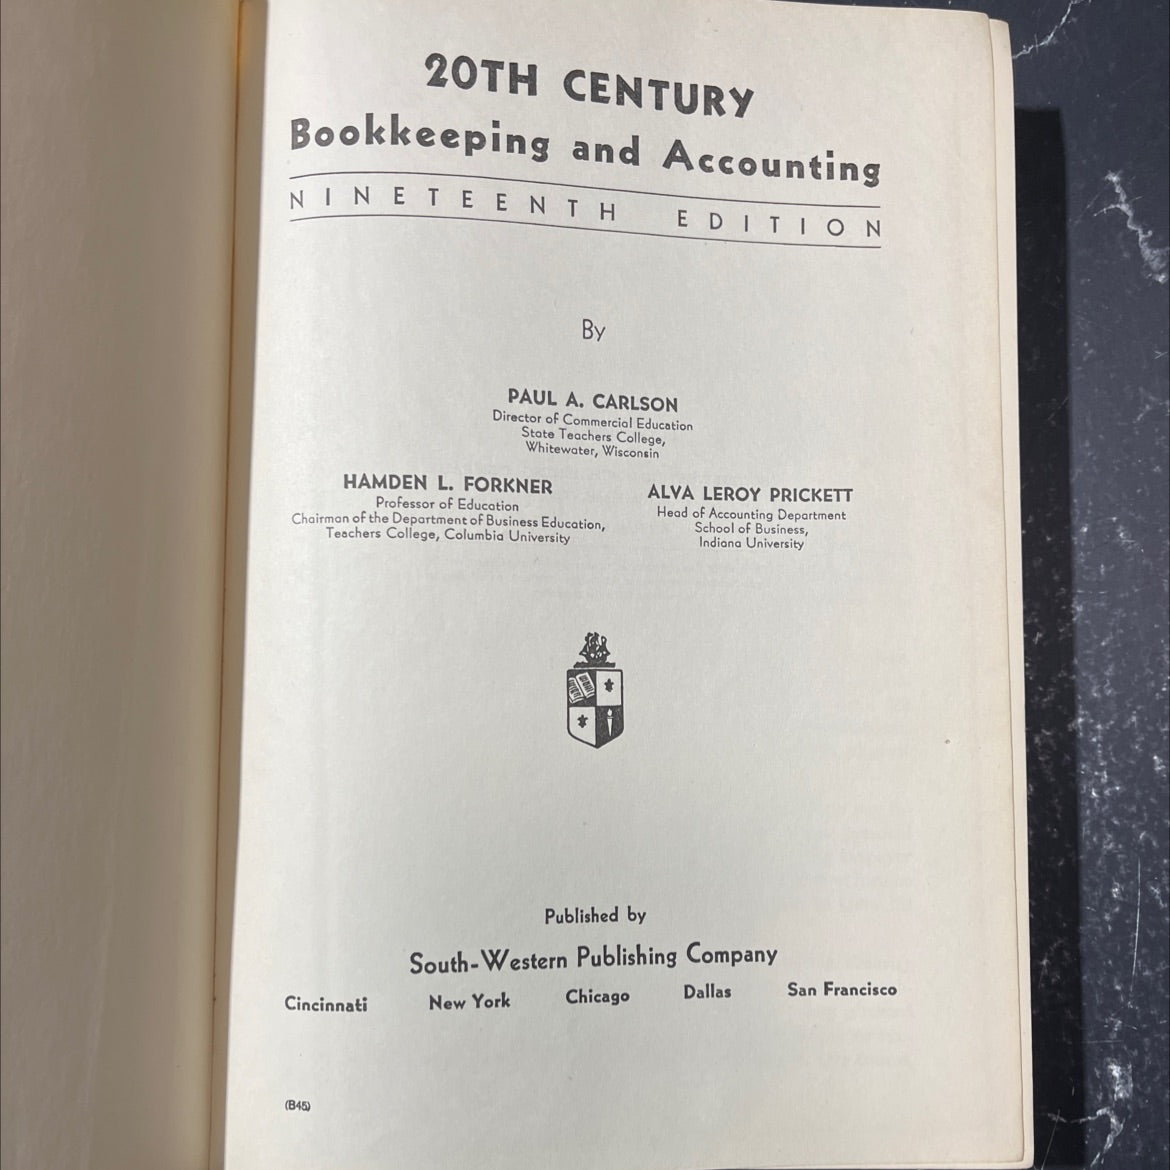 20TH CENTURY
Bookkeeping and Accounting
NINETEENTH EDITION
By
PAUL A. CARLSON
Director of Commercial Education
State Teachers College,
Whitewater, Wisconsin
HAMDEN L. FORKNER
Professor of Education
Chairman of the Department of Business Education,
Teachers College, Columbia University
ALVA LEROY PRICKETT
Head of Accounting Department
School of Business,
Indiana University
Published by
South-Western Publishing Company
Cincinnati New York Chicago Dallas San Francisco
(B45)